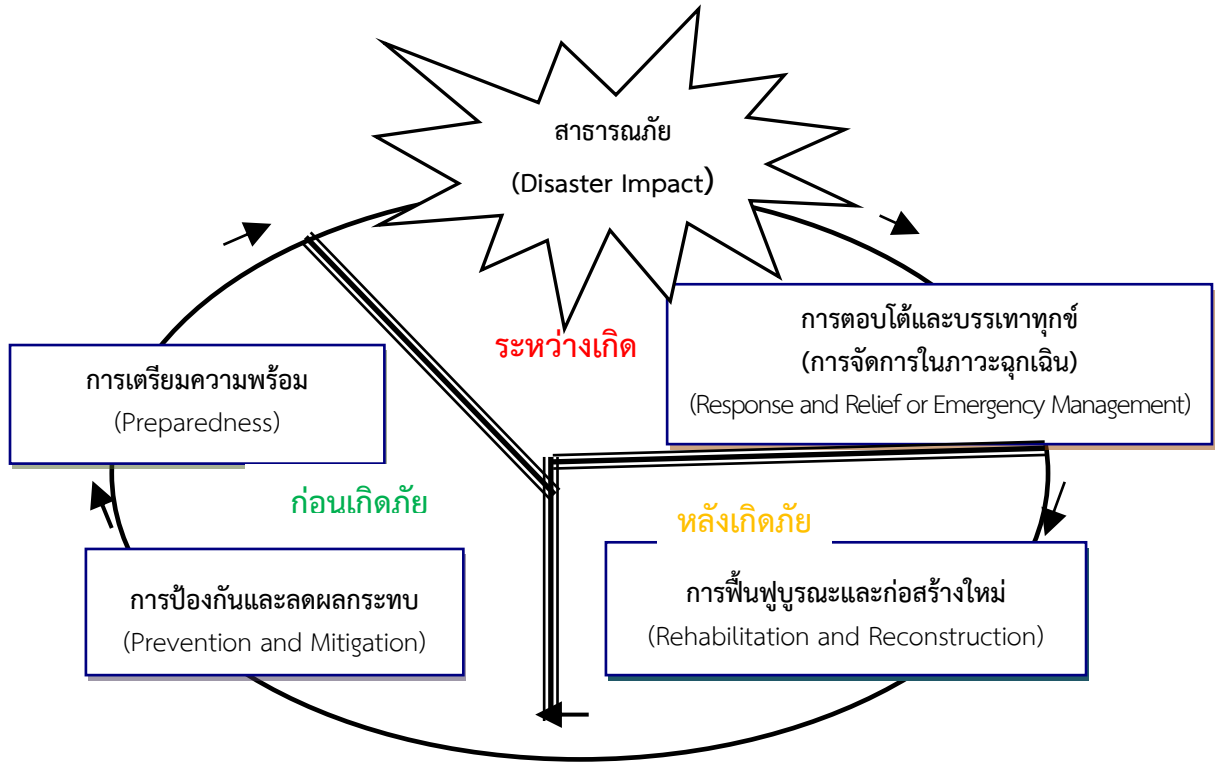 สาธารณภัย
(Disaster Impact)
ระหว่างเกิด
การตอบโต้และบรรเทาทุกข์
(การจัดการในภาวะฉุกเฉิน)
(Response and Relief or Emergency Management)
การเตรียมความพร้อม
(Preparedness)
ก่อนเกิดภัย
หลังเกิดภัย
การป้องกันและลดผลกระทบ
(Prevention and Mitigation)
การฟื้นฟูบูรณะและก่อสร้างใหม่
(Rehabilitation and Reconstruction)